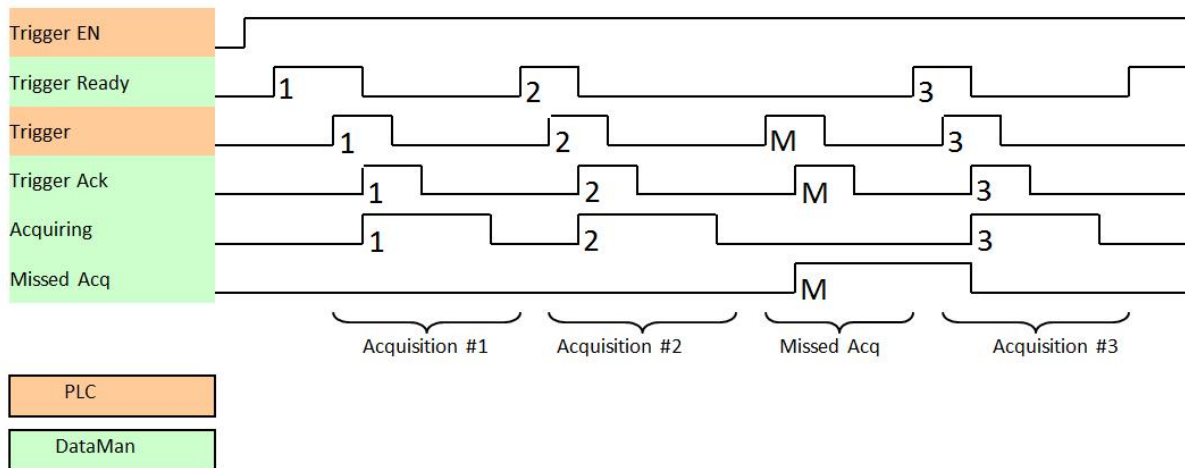 Trigger EN
Trigger Ready 1 2 3
Trigger 1 2 M 3
Trigger Ack 1 2 M 3
Acquiring 1 2 3
Missed Acq M
Acquisition #1 Acquisition #2 Missed Acq Acquisition #3
PLC
DataMan